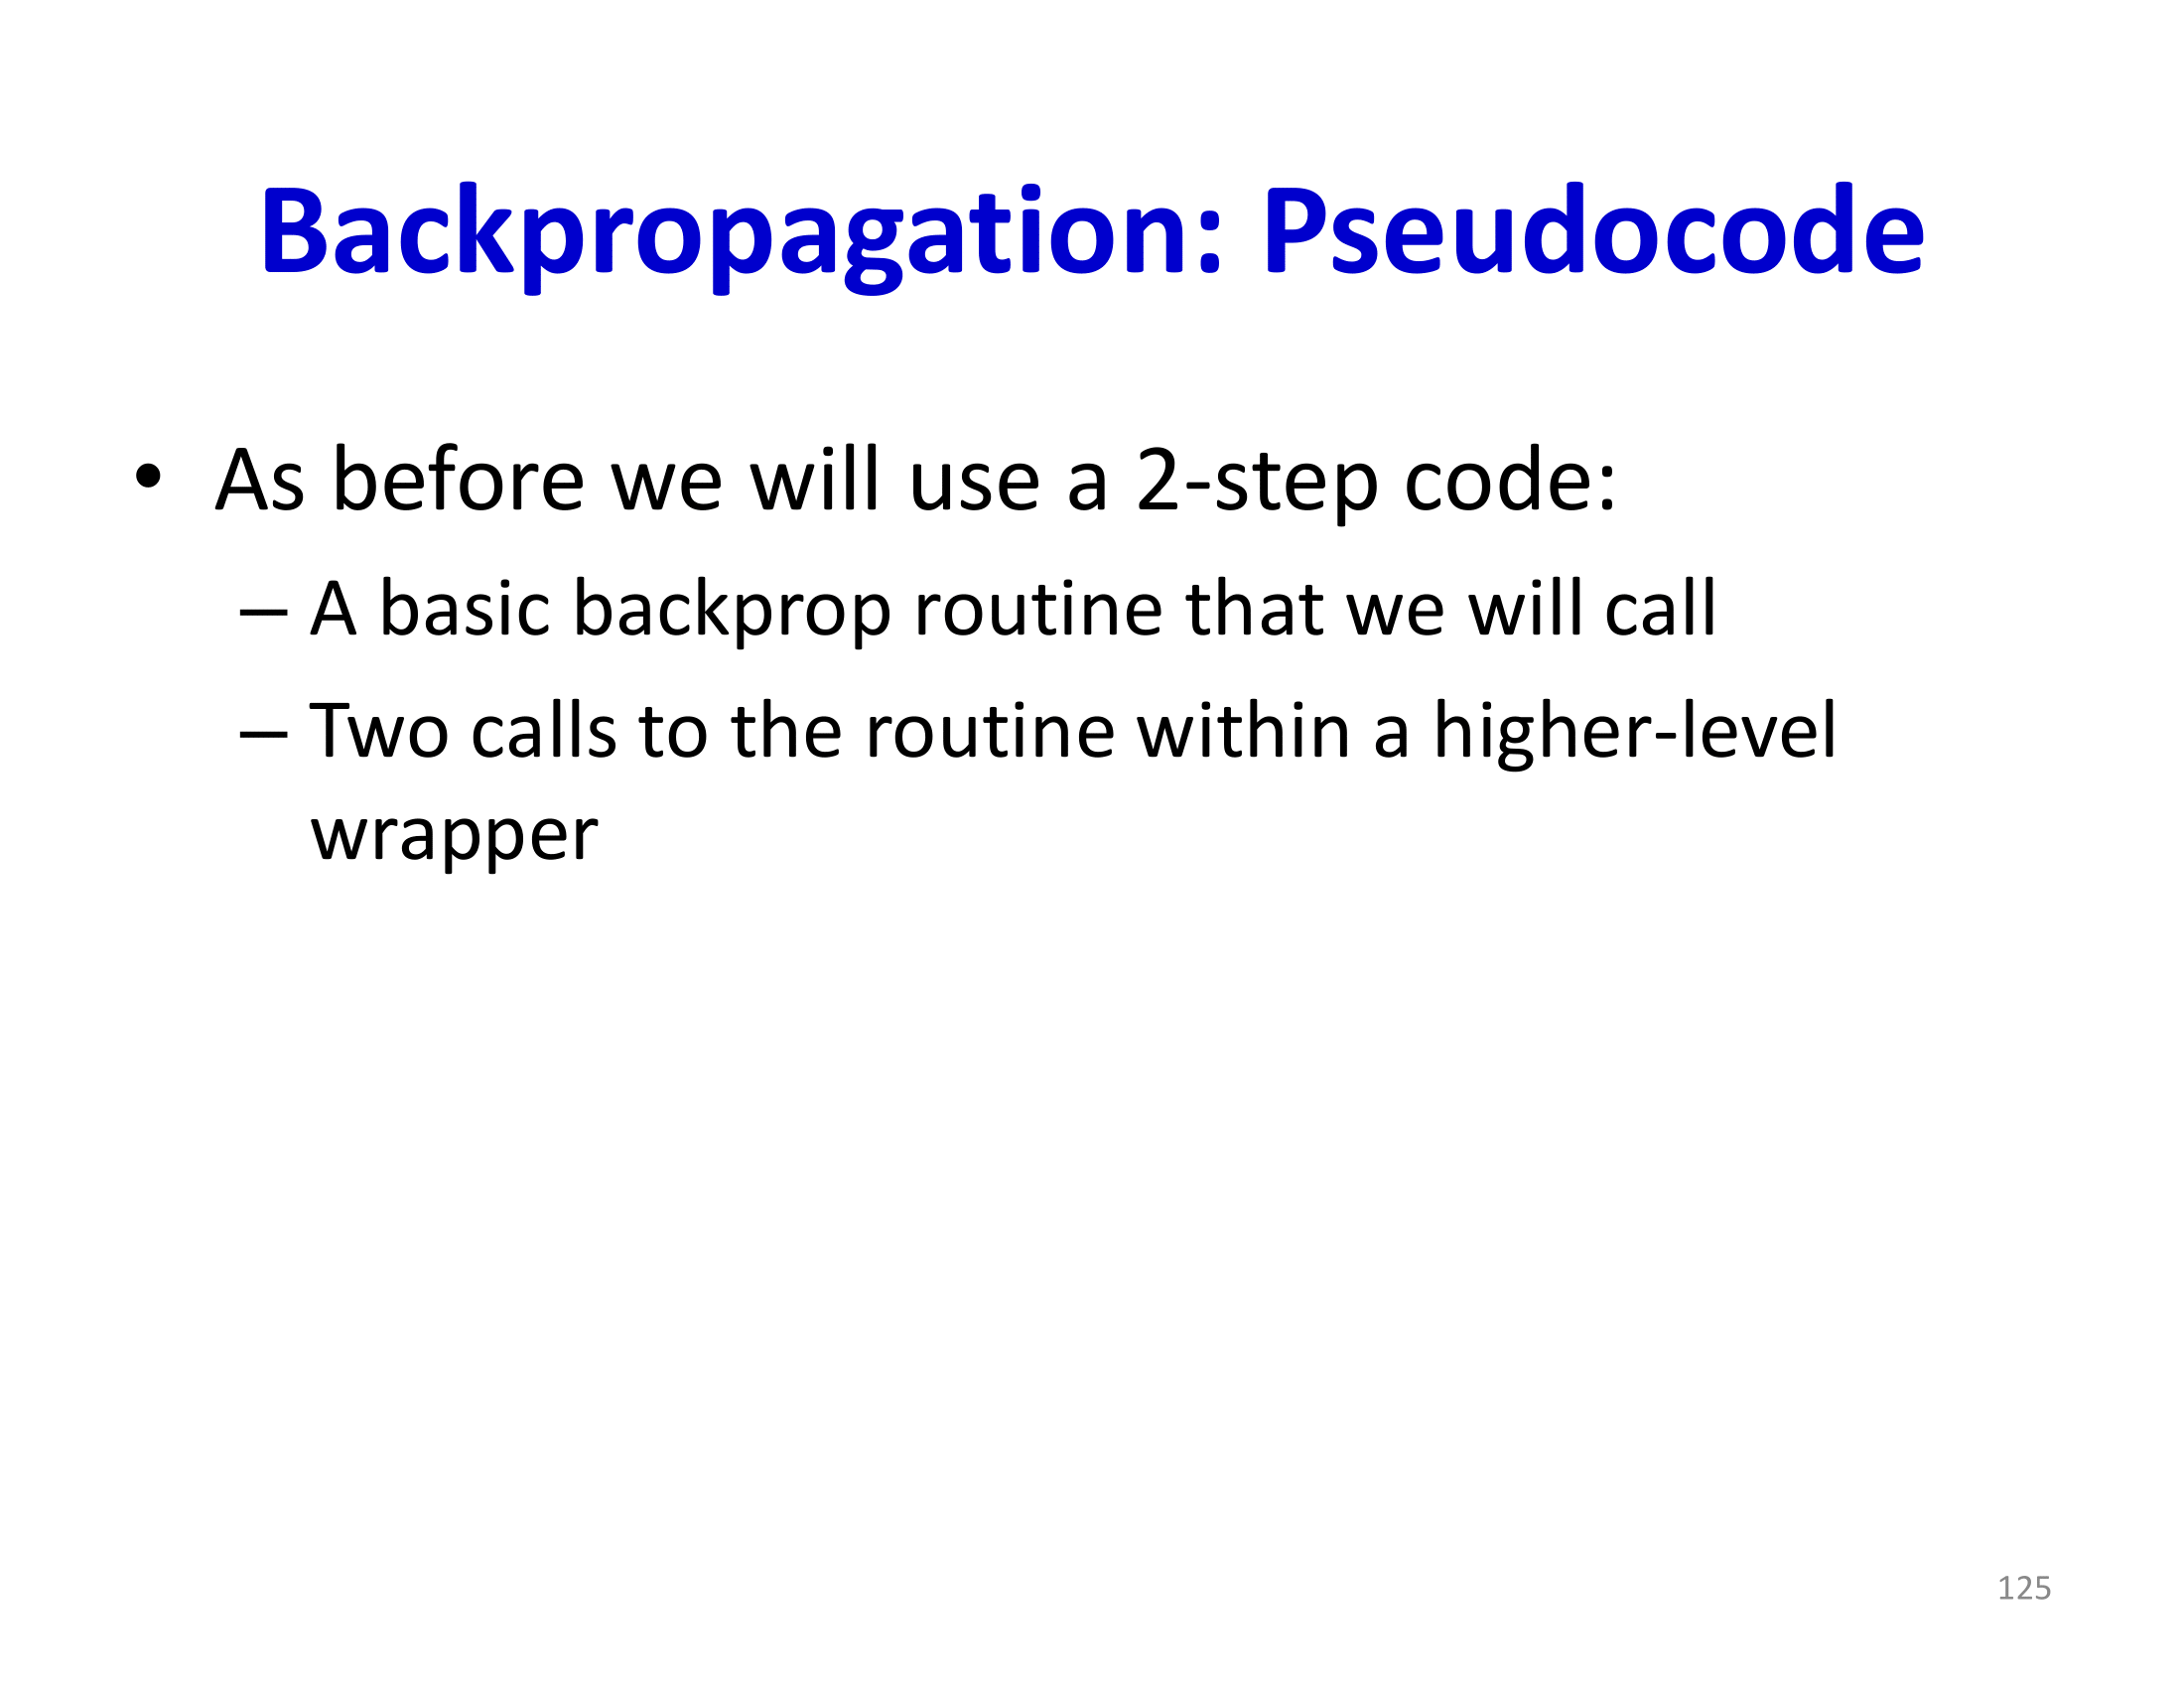 Backpropagation: Pseudocode
• As before we will use a 2-step code:
– A basic backprop routine that we will call
– Two calls to the routine within a higher-level
wrapper
125